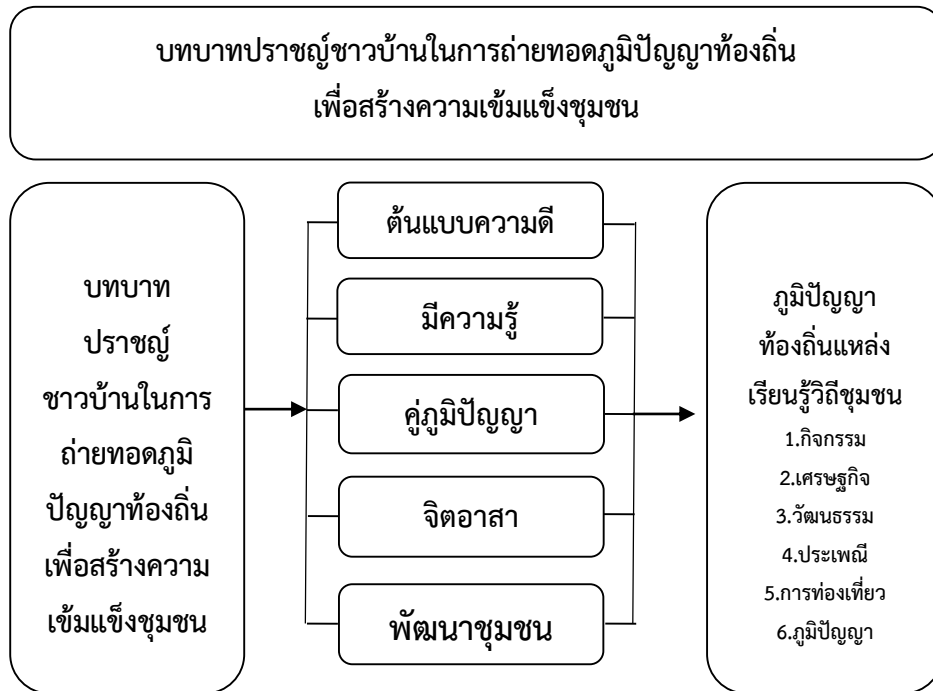 บทบาทปราชญ์ชาวบ้านในการถ่ายทอดภูมิปัญญาท้องถิ่น
เพื่อสร้างความเข้มแข็งชุมชน
บทบาท
ปราชญ์
ชาวบ้านในการ
ถ่ายทอดภูมิ
ปัญญาท้องถิ่น
เพื่อสร้างความ
เข้มแข็งชุมชน
ต้นแบบความดี
มีความรู้
คู่ภูมิปัญญา
จิตอาสา
พัฒนาชุมชน
ภูมิปัญญา
ท้องถิ่นแหล่ง
เรียนรู้วิถีชุมชน
1.กิจกรรม
2.เศรษฐกิจ
3.วัฒนธรรม
4.ประเพณี
5.การท่องเที่ยว
6.ภูมิปัญญา